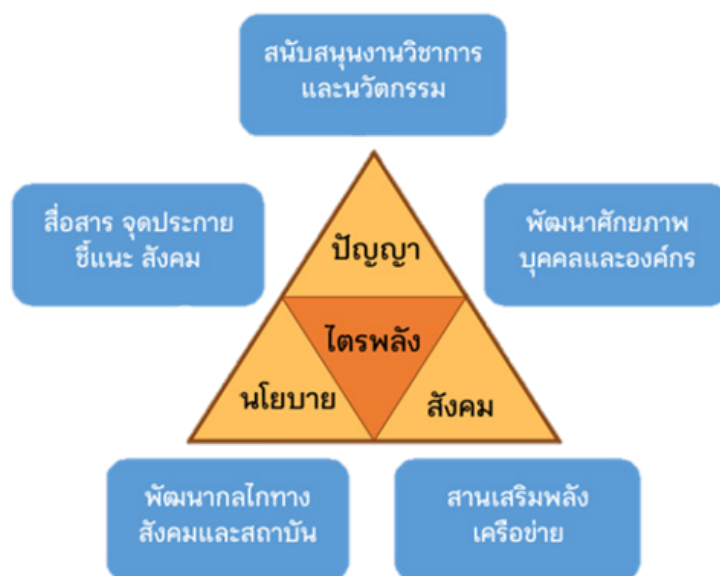 สนับสนุนงานวิชาการ
และนวัตกรรม
สื่อสาร จุดประกาย
ชี้แนะ สังคม
พัฒนาศักยภาพ
บุคคลและองค์กร
ปัญญา
ไตรพลัง
นโยบาย
สังคม
พัฒนากลไกทาง
สังคมและสถาบัน
สานเสริมพลัง
เครือข่าย